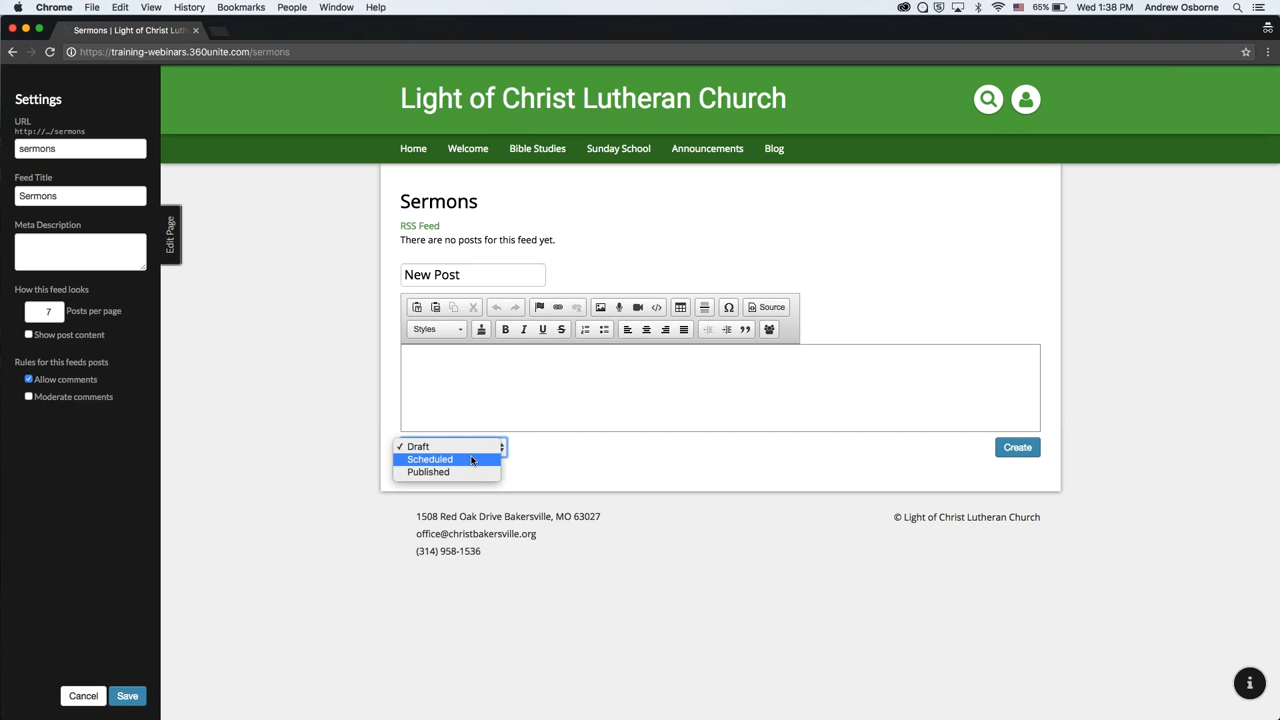 Chrome File Edit View History Bookmarks People Window Help 65% Wed 1:38 PM Andrew Osborne
Sermons | Light of Christ Luth
https://training-webinars.360unite.com/sermons
Settings
URL
http://…/sermons
sermons
Feed Title
Sermons
Meta Description
How this feed looks
7 Posts per page
Show post content
Rules for this feeds posts
Allow comments
Moderate comments
Cancel Save
Edit Page
Light of Christ Lutheran Church
Home Welcome Bible Studies Sunday School Announcements Blog
Sermons
RSS Feed
There are no posts for this feed yet.
New Post
Source
Styles B I U S
✓ Draft
Scheduled
Published
Create
1508 Red Oak Drive Bakersville, MO 63027
office@christbakersville.org
(314) 958-1536
© Light of Christ Lutheran Church